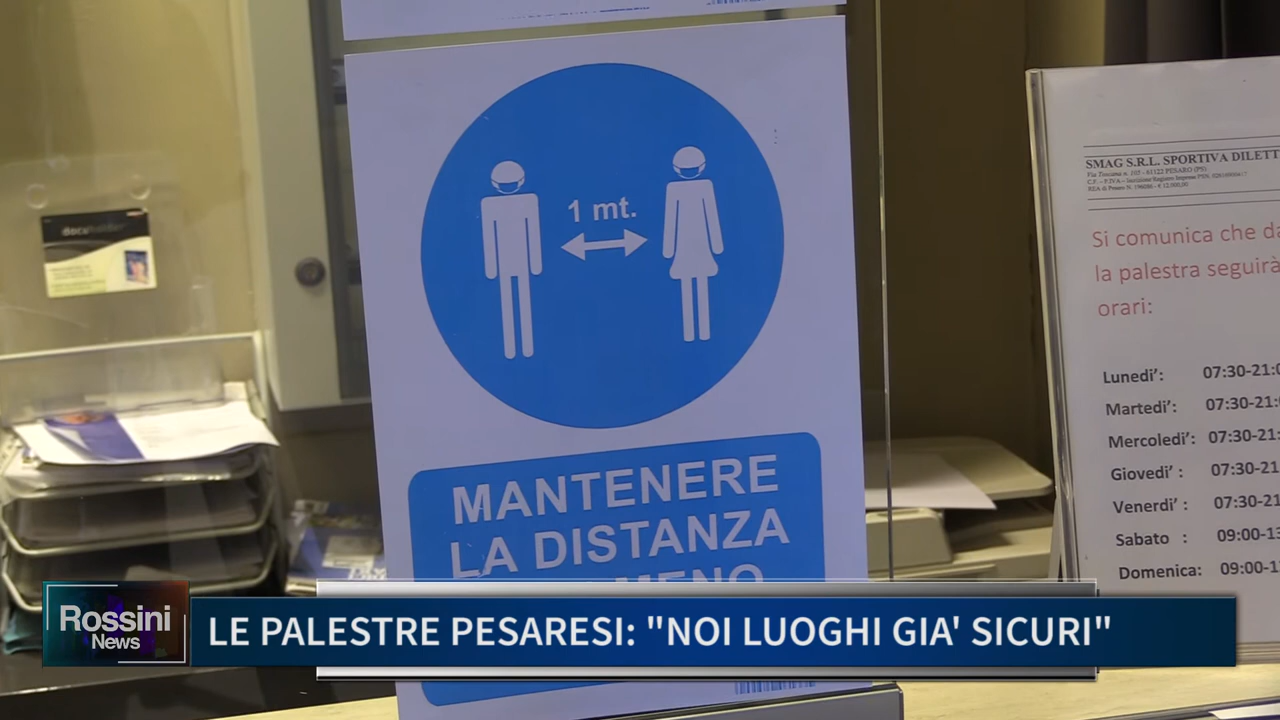 1 mt.
MANTENERE
LA DISTANZA
MENO
SMAG S.R.L. SPORTIVA DILETT
Si comunica che da
la palestra seguirà
orari:
Lunedi': 07:30-21:0
Martedi': 07:30-21:
Mercoledi': 07:30-21:
Giovedi' : 07:30-21
Venerdi' : 07:30-21
Sabato : 09:00-13
Domenica: 09:00-1
Rossini
News
LE PALESTRE PESARESI: "NOI LUOGHI GIA' SICURI"